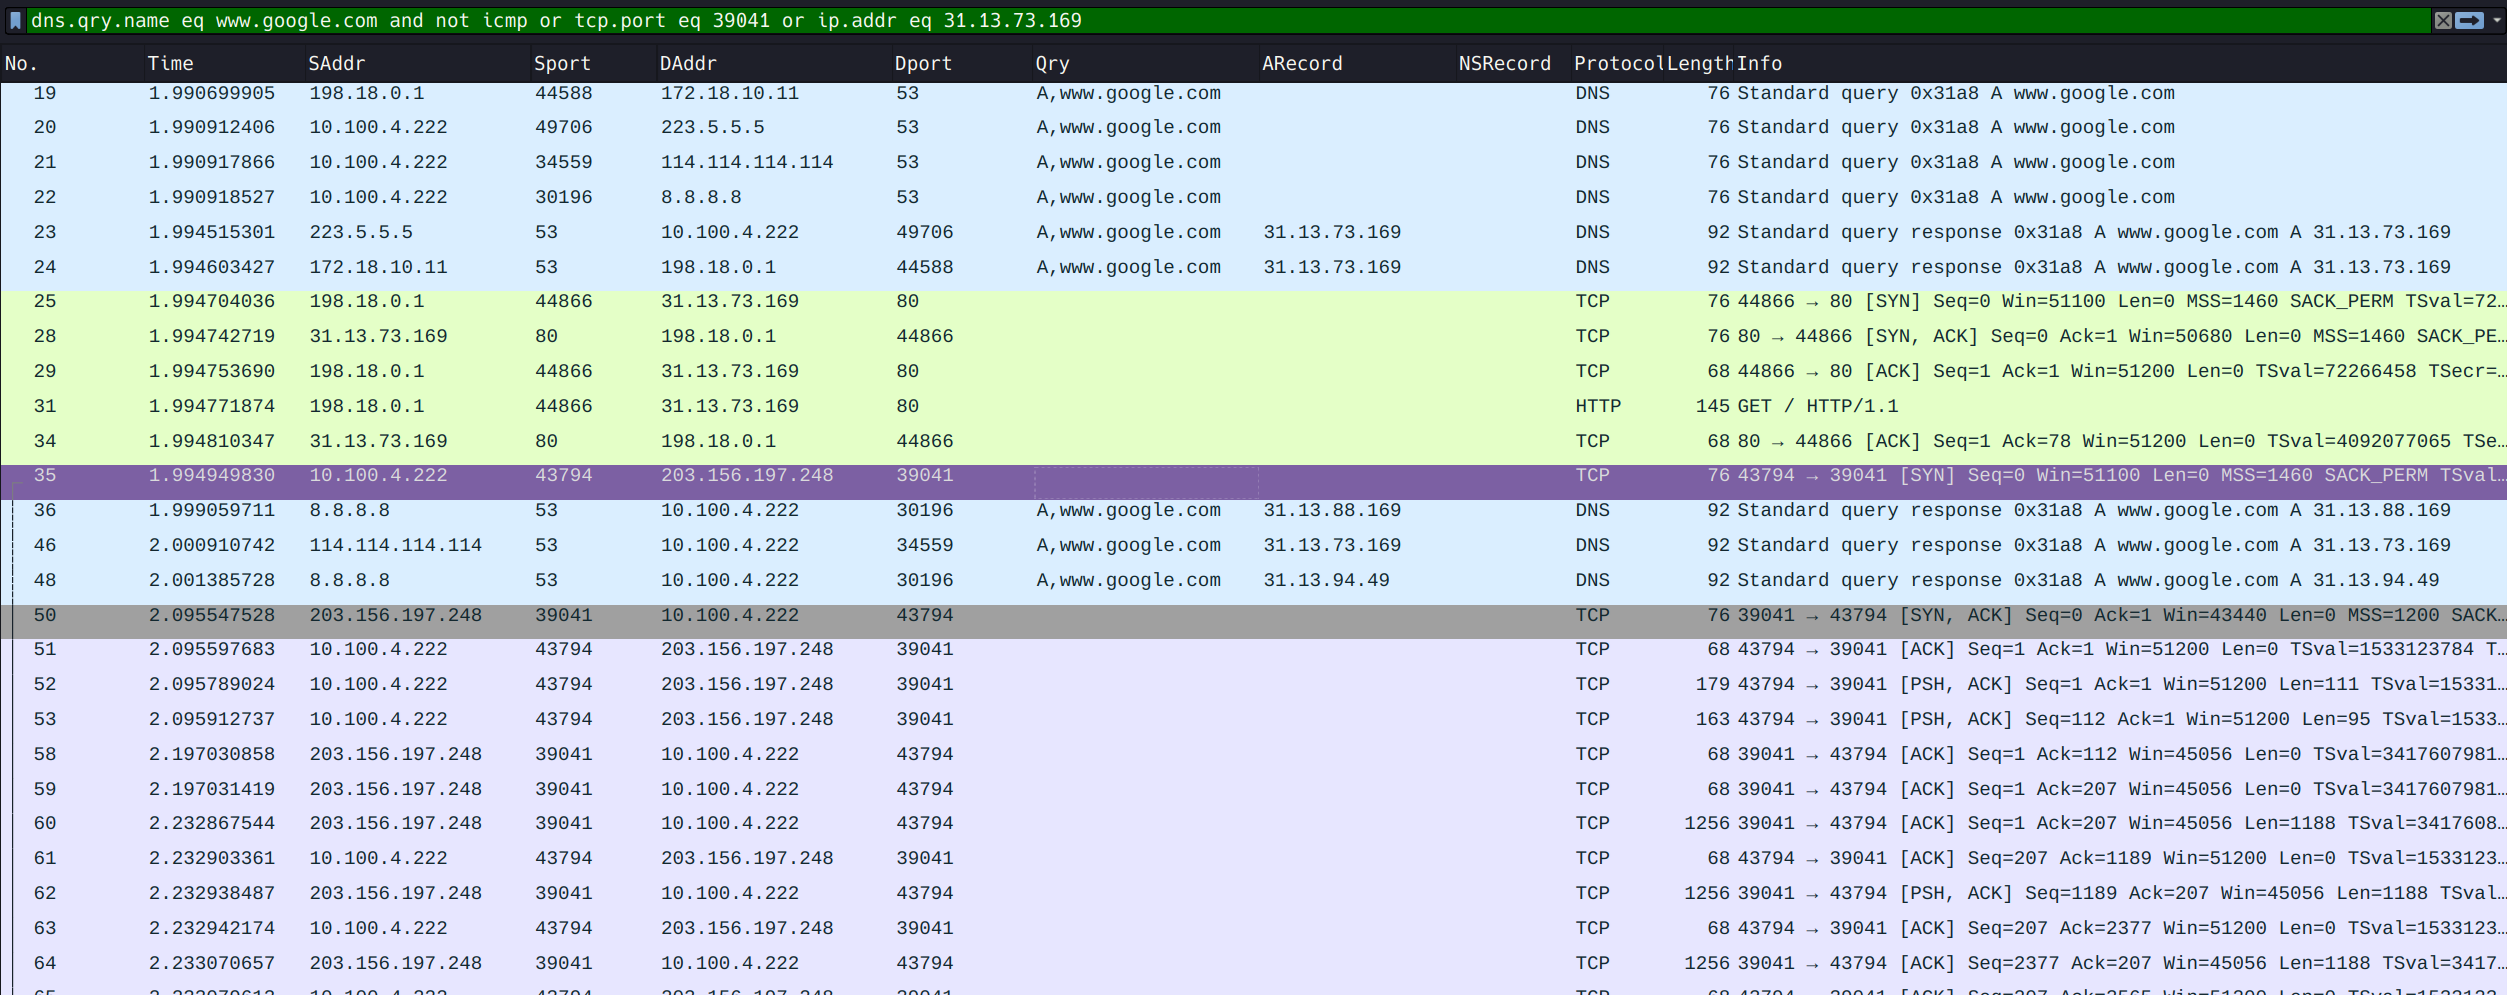 dns.qry.name eq www.google.com and not icmp or tcp.port eq 39041 or ip.addr eq 31.13.73.169
No. Time SAddr Sport DAddr Dport Qry ARecord NSRecord Protocol Length Info
19 1.990699905 198.18.0.1 44588 172.18.10.11 53 A,www.google.com DNS 76 Standard query 0x31a8 A www.google.com
20 1.990912406 10.100.4.222 49706 223.5.5.5 53 A,www.google.com DNS 76 Standard query 0x31a8 A www.google.com
21 1.990917866 10.100.4.222 34559 114.114.114.114 53 A,www.google.com DNS 76 Standard query 0x31a8 A www.google.com
22 1.990918527 10.100.4.222 30196 8.8.8.8 53 A,www.google.com DNS 76 Standard query 0x31a8 A www.google.com
23 1.994515301 223.5.5.5 53 10.100.4.222 49706 A,www.google.com 31.13.73.169 DNS 92 Standard query response 0x31a8 A www.google.com A 31.13.73.169
24 1.994603427 172.18.10.11 53 198.18.0.1 44588 A,www.google.com 31.13.73.169 DNS 92 Standard query response 0x31a8 A www.google.com A 31.13.73.169
25 1.994704036 198.18.0.1 44866 31.13.73.169 80 TCP 76 44866 → 80 [SYN] Seq=0 Win=51100 Len=0 MSS=1460 SACK_PERM TSval=72…
28 1.994742719 31.13.73.169 80 198.18.0.1 44866 TCP 76 80 → 44866 [SYN, ACK] Seq=0 Ack=1 Win=50680 Len=0 MSS=1460 SACK_PE…
29 1.994753690 198.18.0.1 44866 31.13.73.169 80 TCP 68 44866 → 80 [ACK] Seq=1 Ack=1 Win=51200 Len=0 TSval=72266458 TSecr=…
31 1.994771874 198.18.0.1 44866 31.13.73.169 80 HTTP 145 GET / HTTP/1.1
34 1.994810347 31.13.73.169 80 198.18.0.1 44866 TCP 68 80 → 44866 [ACK] Seq=1 Ack=78 Win=51200 Len=0 TSval=4092077065 TSe…
35 1.994949830 10.100.4.222 43794 203.156.197.248 39041 TCP 76 43794 → 39041 [SYN] Seq=0 Win=51100 Len=0 MSS=1460 SACK_PERM TSval…
36 1.999059711 8.8.8.8 53 10.100.4.222 30196 A,www.google.com 31.13.88.169 DNS 92 Standard query response 0x31a8 A www.google.com A 31.13.88.169
46 2.000910742 114.114.114.114 53 10.100.4.222 34559 A,www.google.com 31.13.73.169 DNS 92 Standard query response 0x31a8 A www.google.com A 31.13.73.169
48 2.001385728 8.8.8.8 53 10.100.4.222 30196 A,www.google.com 31.13.94.49 DNS 92 Standard query response 0x31a8 A www.google.com A 31.13.94.49
50 2.095547528 203.156.197.248 39041 10.100.4.222 43794 TCP 76 39041 → 43794 [SYN, ACK] Seq=0 Ack=1 Win=43440 Len=0 MSS=1200 SACK…
51 2.095597683 10.100.4.222 43794 203.156.197.248 39041 TCP 68 43794 → 39041 [ACK] Seq=1 Ack=1 Win=51200 Len=0 TSval=1533123784 T…
52 2.095789024 10.100.4.222 43794 203.156.197.248 39041 TCP 179 43794 → 39041 [PSH, ACK] Seq=1 Ack=1 Win=51200 Len=111 TSval=15331…
53 2.095912737 10.100.4.222 43794 203.156.197.248 39041 TCP 163 43794 → 39041 [PSH, ACK] Seq=112 Ack=1 Win=51200 Len=95 TSval=1533…
58 2.197030858 203.156.197.248 39041 10.100.4.222 43794 TCP 68 39041 → 43794 [ACK] Seq=1 Ack=112 Win=45056 Len=0 TSval=3417607981…
59 2.197031419 203.156.197.248 39041 10.100.4.222 43794 TCP 68 39041 → 43794 [ACK] Seq=1 Ack=207 Win=45056 Len=0 TSval=3417607981…
60 2.232867544 203.156.197.248 39041 10.100.4.222 43794 TCP 1256 39041 → 43794 [ACK] Seq=1 Ack=207 Win=45056 Len=1188 TSval=3417608…
61 2.232903361 10.100.4.222 43794 203.156.197.248 39041 TCP 68 43794 → 39041 [ACK] Seq=207 Ack=1189 Win=51200 Len=0 TSval=1533123…
62 2.232938487 203.156.197.248 39041 10.100.4.222 43794 TCP 1256 39041 → 43794 [PSH, ACK] Seq=1189 Ack=207 Win=45056 Len=1188 TSval…
63 2.232942174 10.100.4.222 43794 203.156.197.248 39041 TCP 68 43794 → 39041 [ACK] Seq=207 Ack=2377 Win=51200 Len=0 TSval=1533123…
64 2.233070657 203.156.197.248 39041 10.100.4.222 43794 TCP 1256 39041 → 43794 [ACK] Seq=2377 Ack=207 Win=45056 Len=1188 TSval=3417…